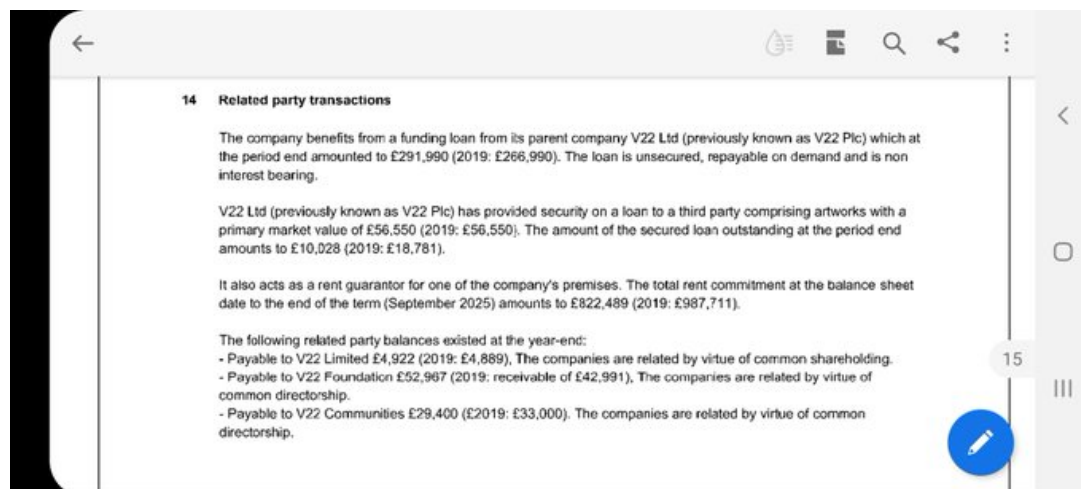 14 Related party transactions
The company benefits from a funding loan from its parent company V22 Ltd (previously known as V22 Plc) which at
the period end amounted to £291,990 (2019: £266,990). The loan is unsecured, repayable on demand and is non
interest bearing.
V22 Ltd (previously known as V22 Plc) has provided security on a loan to a third party comprising artworks with a
primary market value of £56,550 (2019: £56,550). The amount of the secured loan outstanding at the period end
amounts to £10,028 (2019: £18,781).
It also acts as a rent guarantor for one of the company's premises. The total rent commitment at the balance sheet
date to the end of the term (September 2025) amounts to £822,489 (2019: £987,711).
The following related party balances existed at the year-end:
- Payable to V22 Limited £4,922 (2019: £4,889), The companies are related by virtue of common shareholding.
15
- Payable to V22 Foundation £52,967 (2019: receivable of £42,991), The companies are related by virtue of
common directorship.
- Payable to V22 Communities £29,400 (£2019: £33,000). The companies are related by virtue of common
directorship.